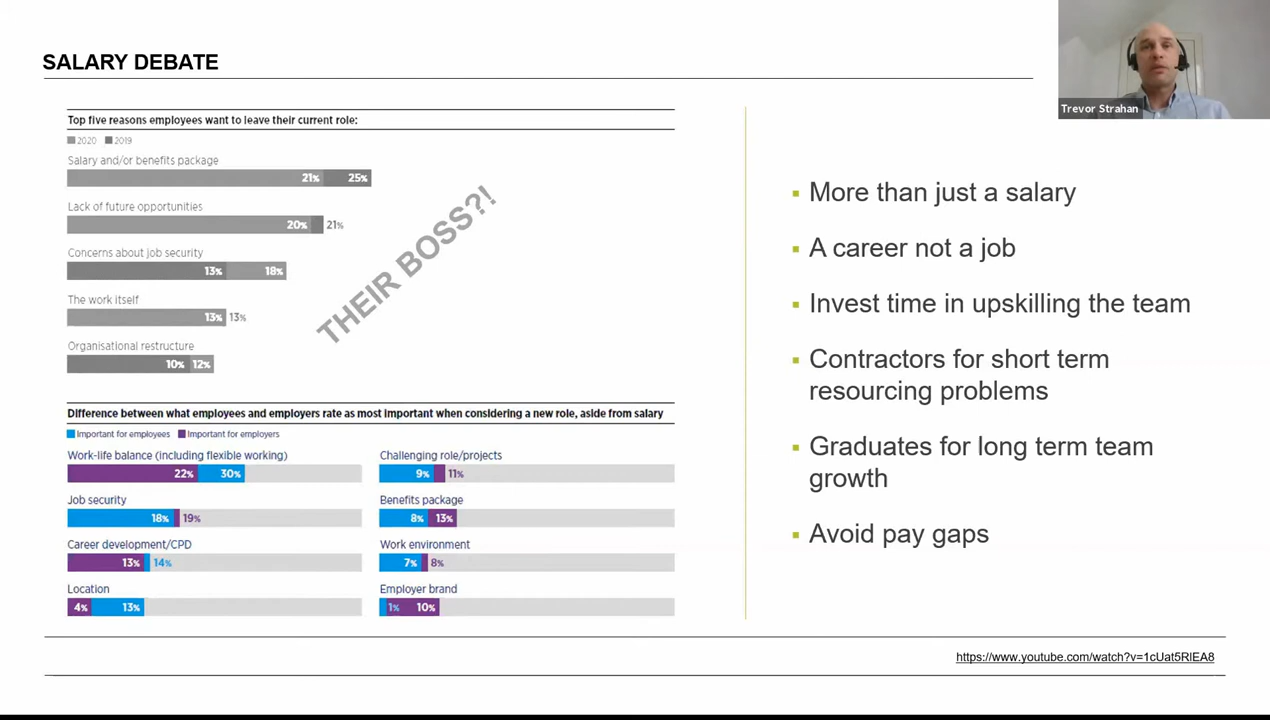 SALARY DEBATE
Trevor Strahan
Top five reasons employees want to leave their current role:
2020 2019
Salary and/or benefits package
21% 25%
Lack of future opportunities
20% 21%
Concerns about job security
13% 18%
The work itself
13% 13%
Organisational restructure
10% 12%
THEIR BOSS?!
Difference between what employees and employers rate as most important when considering a new role, aside from salary
Important for employees Important for employers
Work-life balance (including flexible working)
22% 30%
Job security
18% 19%
Career development/CPD
13% 14%
Location
4% 13%
Challenging role/projects
9% 11%
Benefits package
8% 13%
Work environment
7% 8%
Employer brand
1% 10%
More than just a salary
A career not a job
Invest time in upskilling the team
Contractors for short term
resourcing problems
Graduates for long term team
growth
Avoid pay gaps
https://www.youtube.com/watch?v=1cUat5RlEA8